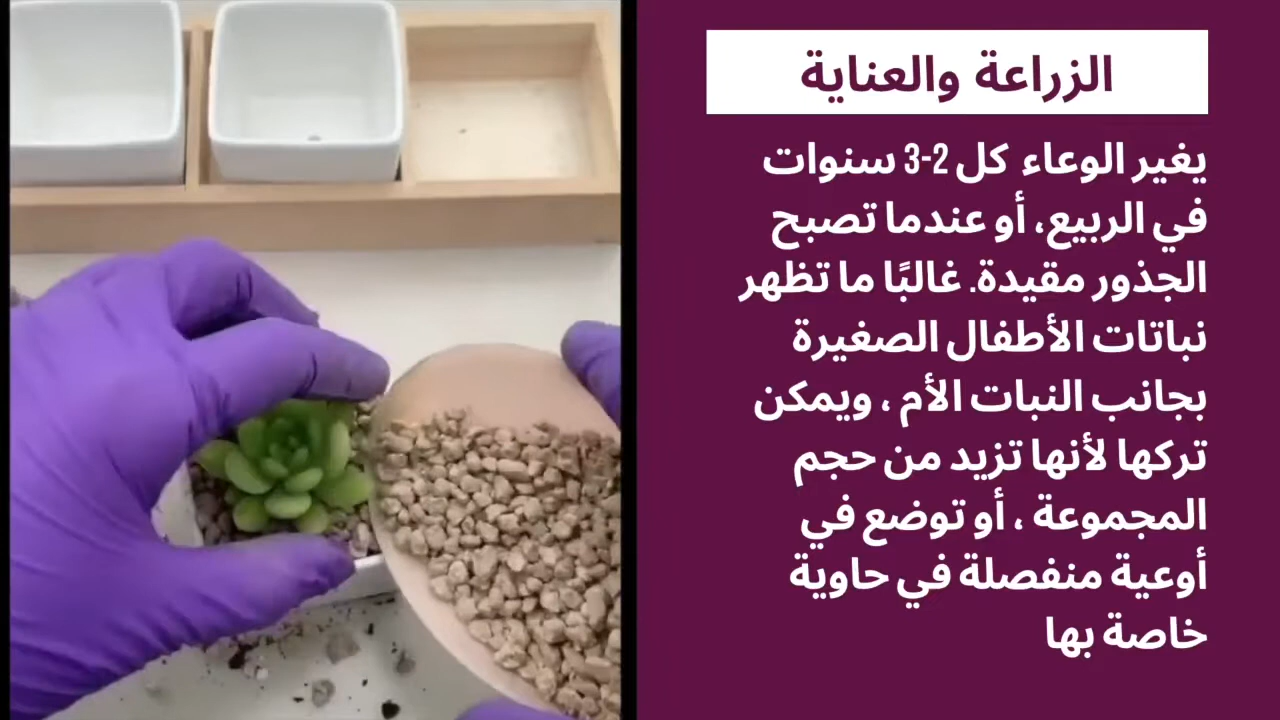 الزراعة والعناية
يغير الوعاء كل 2-3 سنوات
في الربيع، أو عندما تصبح
الجذور مقيدة. غالبًا ما تظهر
نباتات الأطفال الصغيرة
بجانب النبات الأم ، ويمكن
تركها لأنها تزيد من حجم
المجموعة ، أو توضع في
أوعية منفصلة في حاوية
خاصة بها